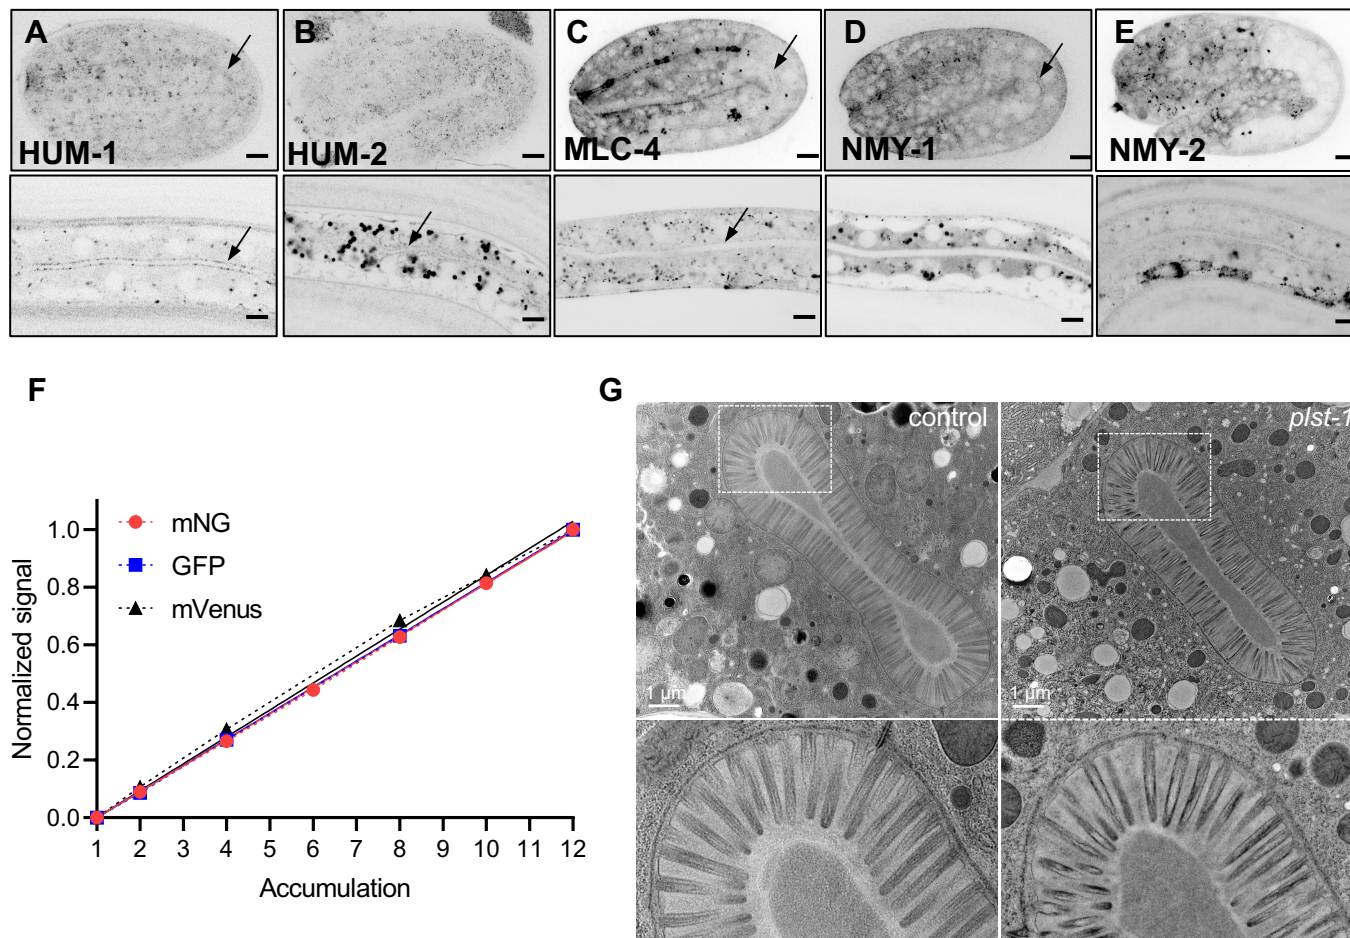 A
B
C
D
E
HUM-1
HUM-2
MLC-4
NMY-1
NMY-2
F
G
mNG
GFP
mVenus
1.0
0.8
0.6
0.4
0.2
0.0
Normalized signal
1 2 3 4 5 6 7 8 9 10 11 12
Accumulation
control
plst-1
1 µm
1 µm